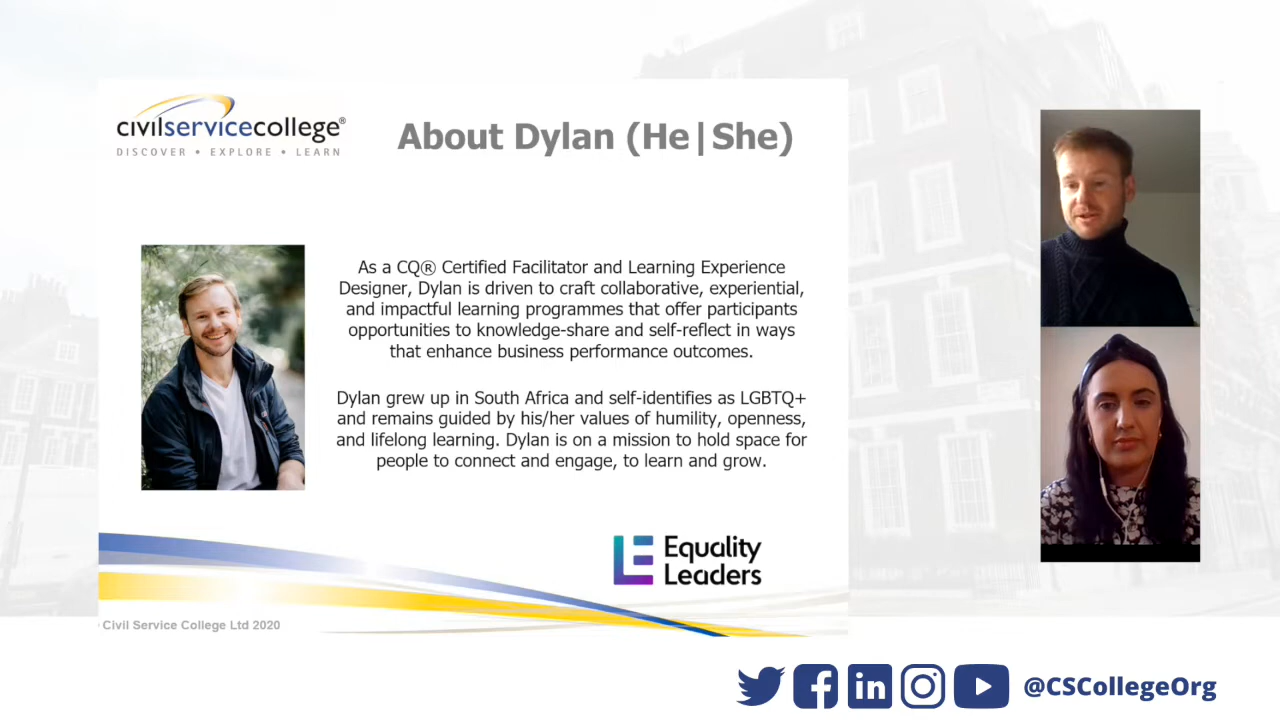 civilservicecollege®
DISCOVER • EXPLORE • LEARN
About Dylan (He|She)
As a CQ® Certified Facilitator and Learning Experience
Designer, Dylan is driven to craft collaborative, experiential,
and impactful learning programmes that offer participants
opportunities to knowledge-share and self-reflect in ways
that enhance business performance outcomes.
Dylan grew up in South Africa and self-identifies as LGBTQ+
and remains guided by his/her values of humility, openness,
and lifelong learning. Dylan is on a mission to hold space for
people to connect and engage, to learn and grow.
Equality
Leaders
Civil Service College Ltd 2020
@CSCollegeOrg